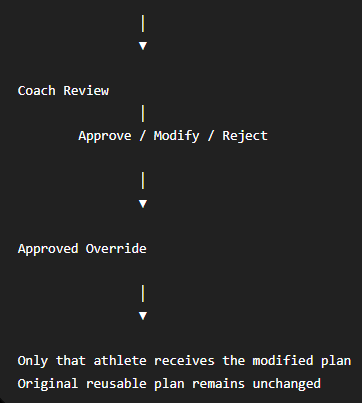 Coach Review
Approve / Modify / Reject
Approved Override
Only that athlete receives the modified plan
Original reusable plan remains unchanged